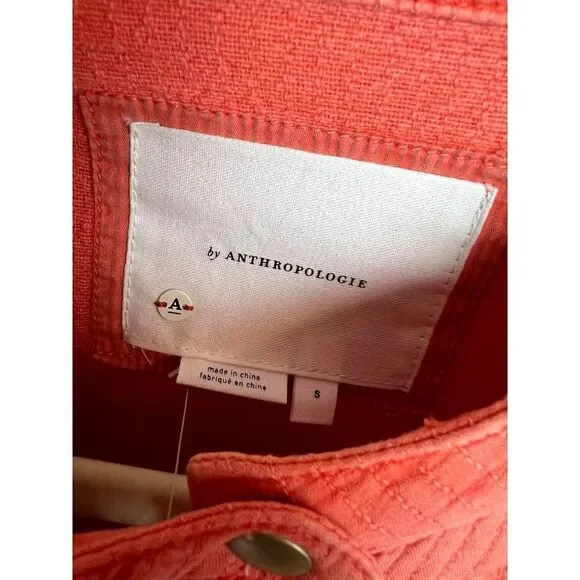 by ANTHROPOLOGIE
A
made in china
fabriqué en chine
S